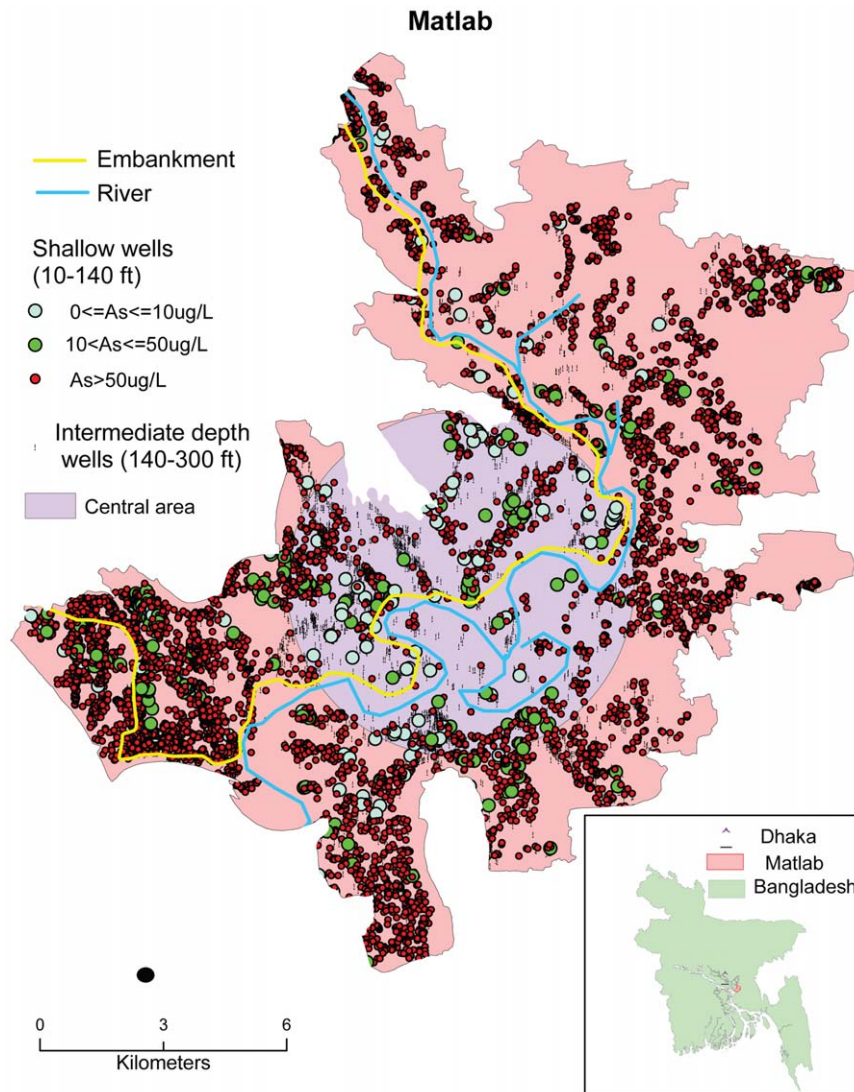 Matlab
Embankment
River
Shallow wells
(10-140 ft)
0<=As<=10ug/L
10<As<=50ug/L
As>50ug/L
Intermediate depth
wells (140-300 ft)
Central area
0 3 6
Kilometers
Dhaka
Matlab
Bangladesh